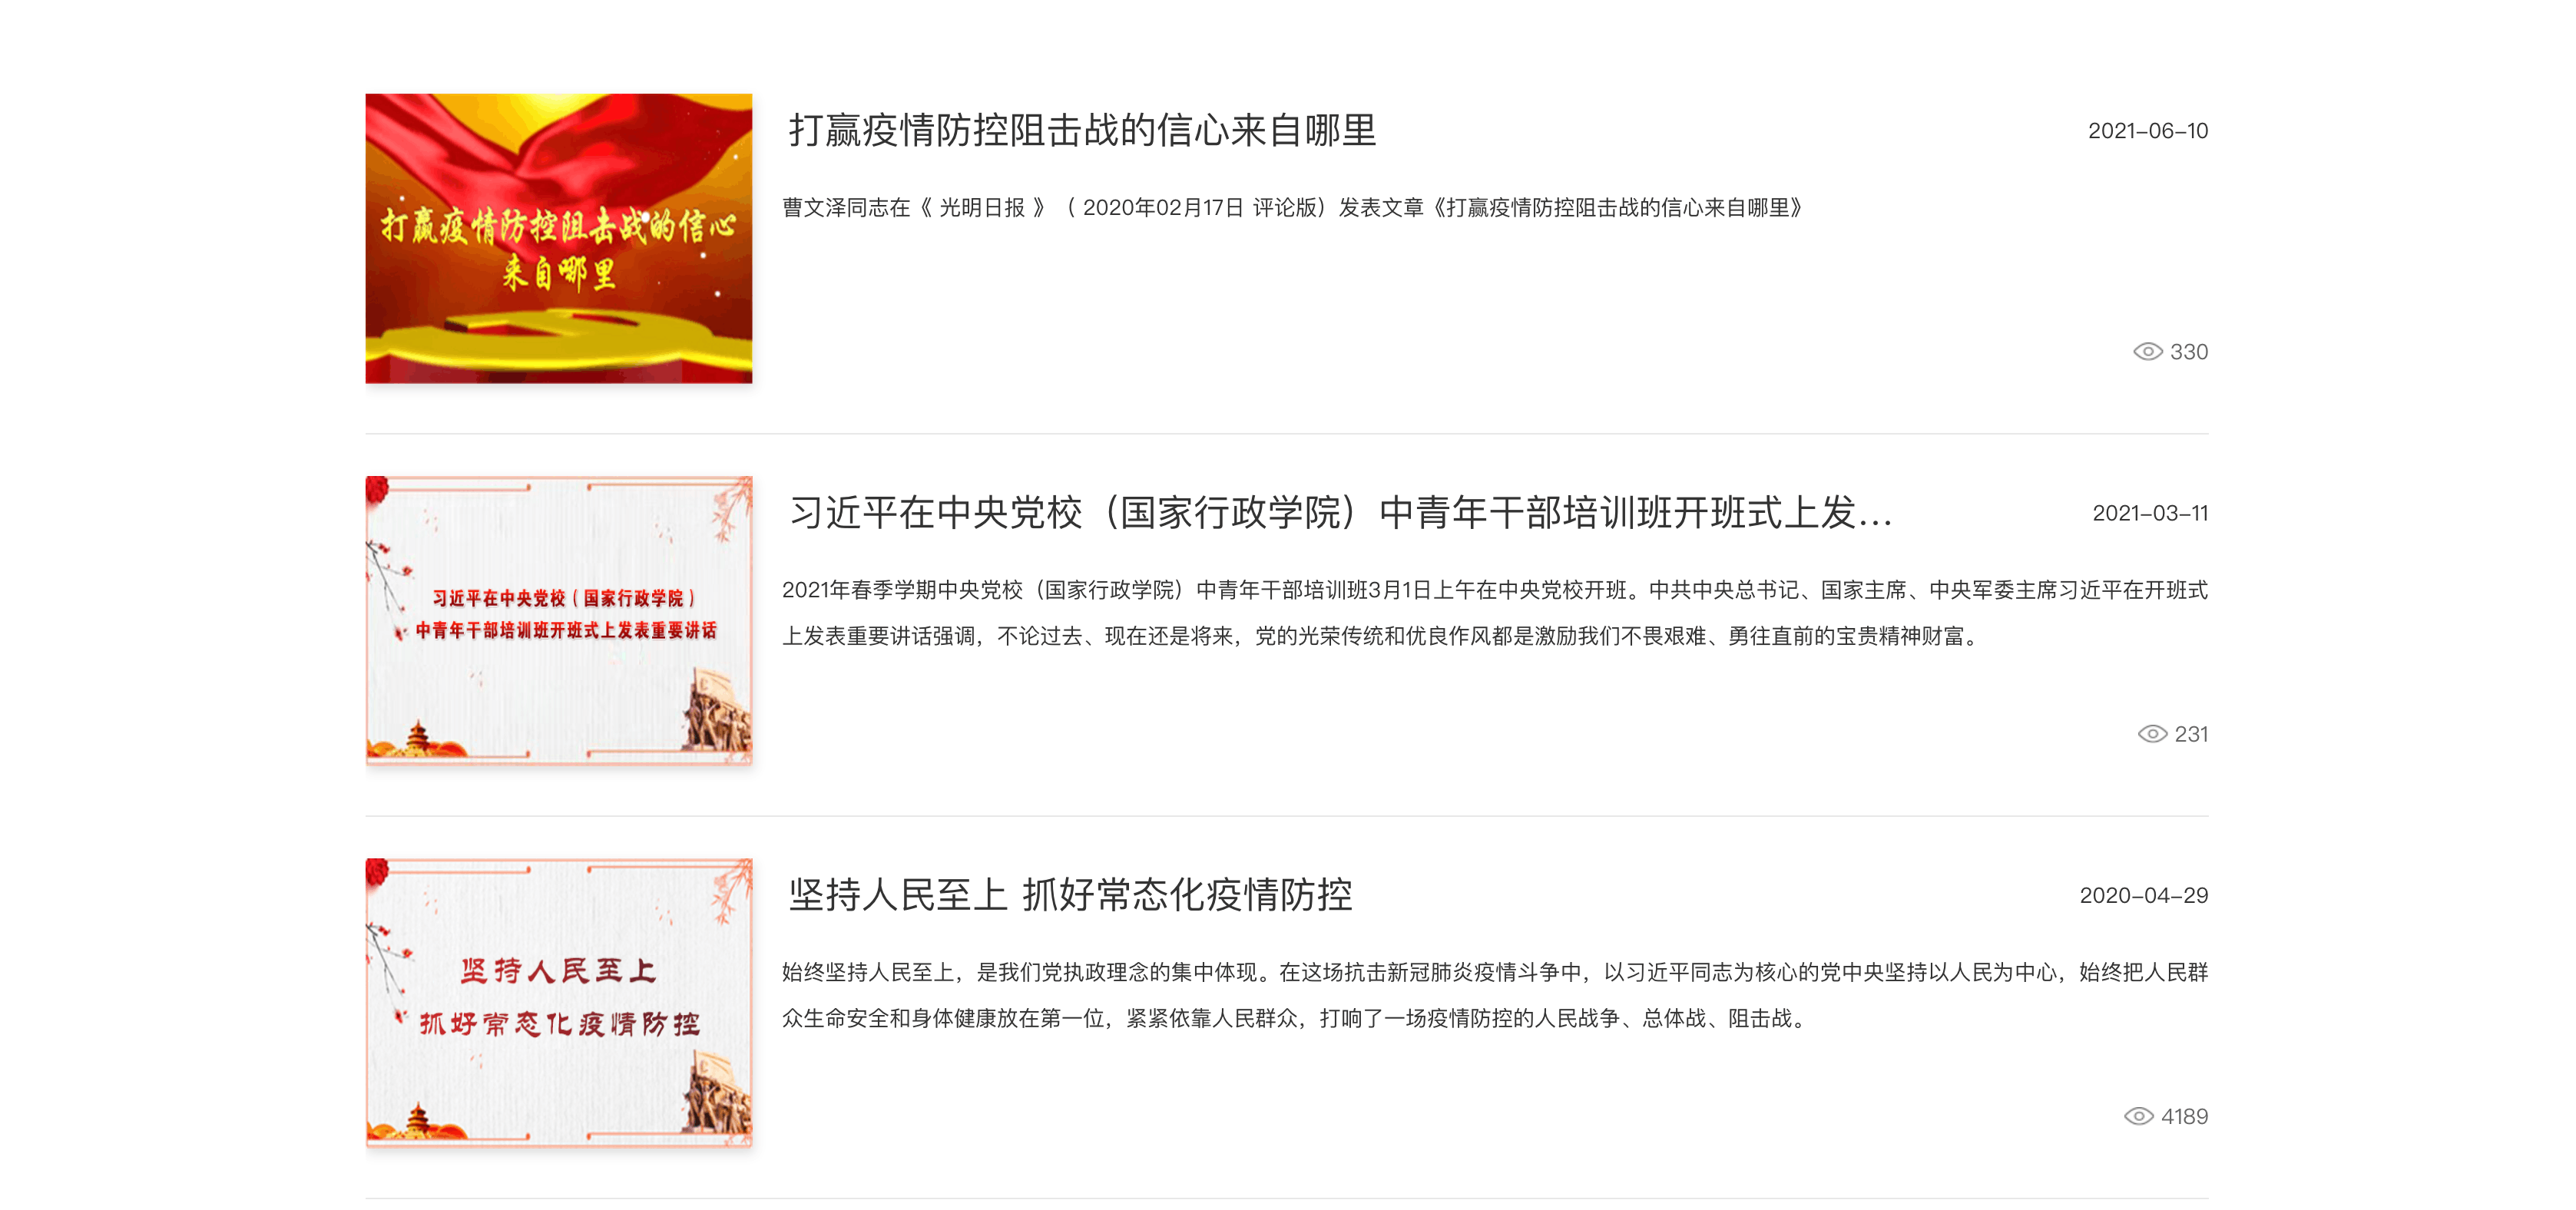 打赢疫情防控阻击战的信心
来自哪里
打赢疫情防控阻击战的信心来自哪里
2021-06-10
曹文泽同志在《 光明日报 》（ 2020年02月17日 评论版）发表文章《打赢疫情防控阻击战的信心来自哪里》
330
习近平在中央党校（国家行政学院）
中青年干部培训班开班式上发表重要讲话
习近平在中央党校（国家行政学院）中青年干部培训班开班式上发...
2021-03-11
2021年春季学期中央党校（国家行政学院）中青年干部培训班3月1日上午在中央党校开班。中共中央总书记、国家主席、中央军委主席习近平在开班式
上发表重要讲话强调，不论过去、现在还是将来，党的光荣传统和优良作风都是激励我们不畏艰难、勇往直前的宝贵精神财富。
231
坚持人民至上
抓好常态化疫情防控
坚持人民至上 抓好常态化疫情防控
2020-04-29
始终坚持人民至上，是我们党执政理念的集中体现。在这场抗击新冠肺炎疫情斗争中，以习近平同志为核心的党中央坚持以人民为中心，始终把人民群
众生命安全和身体健康放在第一位，紧紧依靠人民群众，打响了一场疫情防控的人民战争、总体战、阻击战。
4189